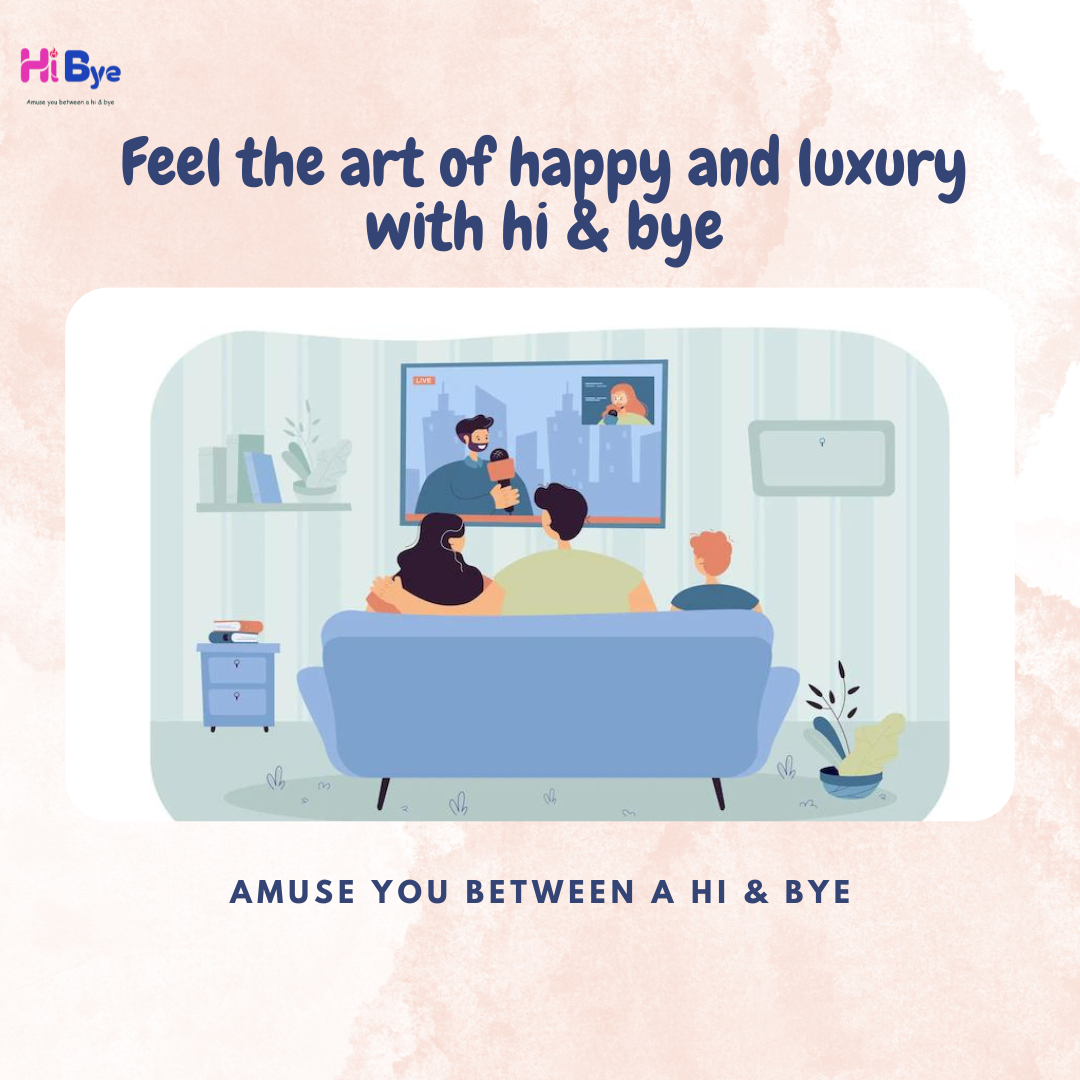 Hi Bye
Amuse you between a hi & bye
Feel the art of happy and luxury
with hi & bye
LIVE
AMUSE YOU BETWEEN A HI & BYE